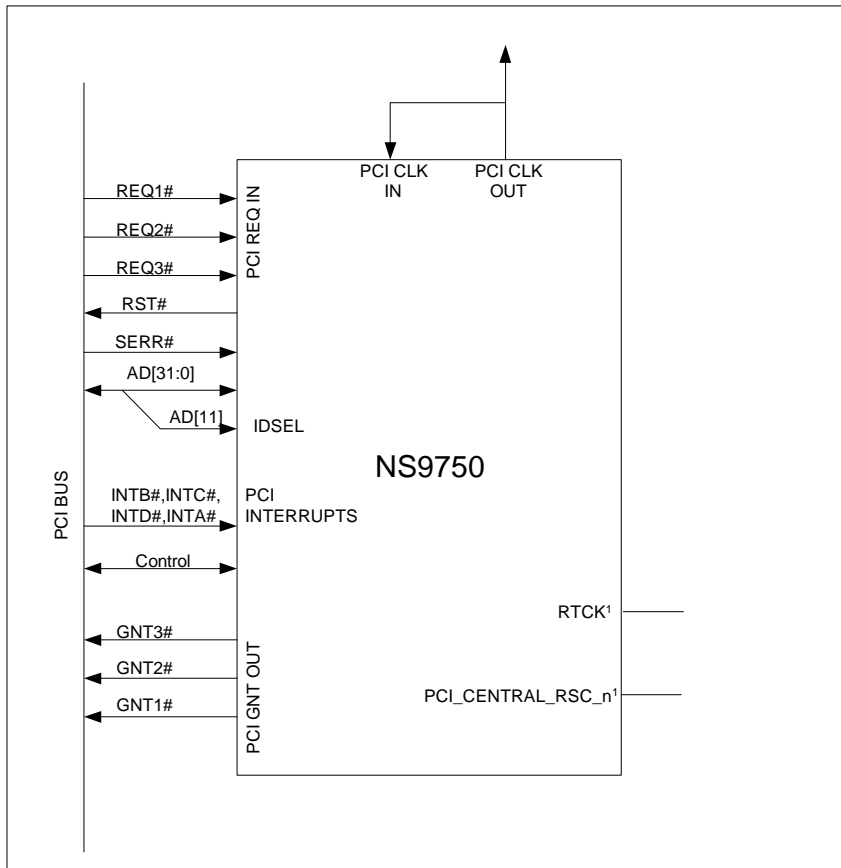 PCI CLK
IN
PCI CLK
OUT
REQ1#
REQ2#
REQ3#
PCI REQ IN
RST#
SERR#
AD[31:0]
AD[11]
IDSEL
NS9750
PCI BUS
INTB#,INTC#,
INTD#,INTA#
PCI
INTERRUPTS
Control
RTCK¹
GNT3#
GNT2#
GNT1#
PCI GNT OUT
PCI_CENTRAL_RSC_n¹